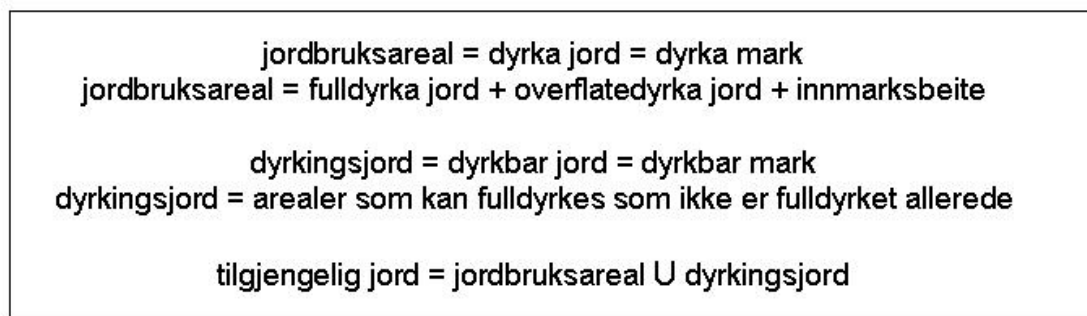 jordbruksareal = dyrka jord = dyrka mark
jordbruksareal = fulldyrka jord + overflatedyrka jord + innmarksbeite
dyrkingsjord = dyrkbar jord = dyrkbar mark
dyrkingsjord = arealer som kan fulldyrkes som ikke er fulldyrket allerede
tilgjengelig jord = jordbruksareal U dyrkingsjord